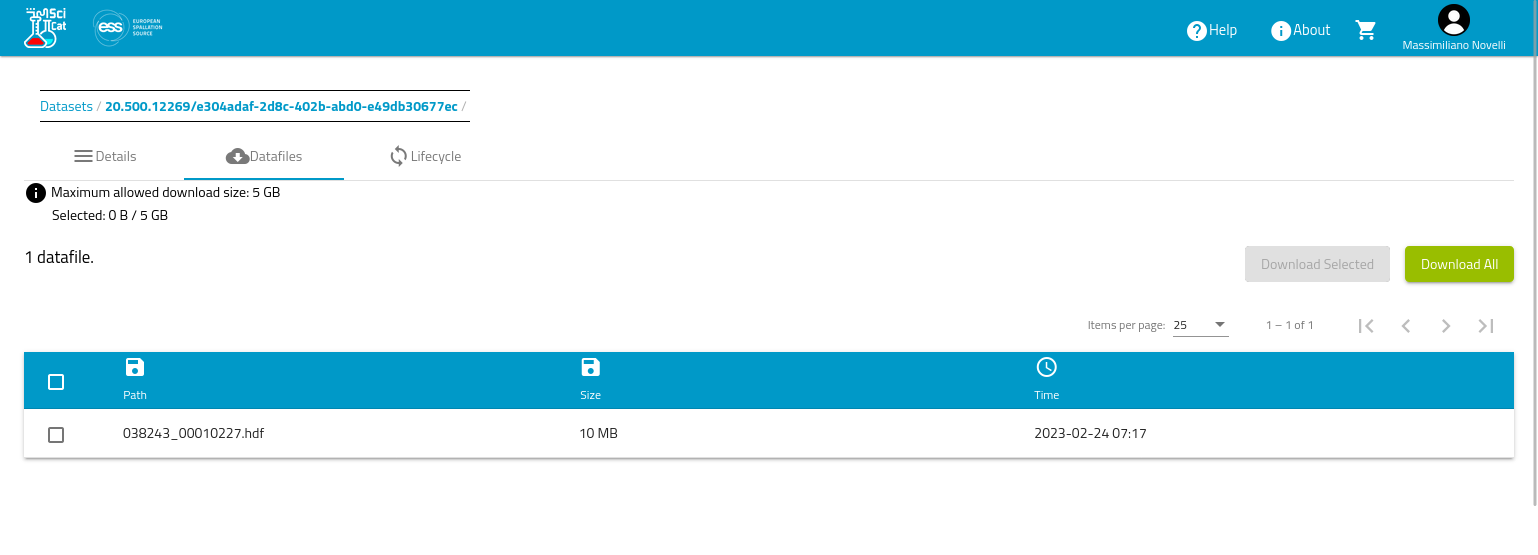 Sci
Cat
ess
EUROPEAN
SPALLATION
SOURCE
Help
About
Massimiliano Novelli
Datasets / 20.500.12269/e304adaf-2d8c-402b-abd0-e49db30677ec /
Details
Datafiles
Lifecycle
Maximum allowed download size: 5 GB
Selected: 0 B / 5 GB
1 datafile.
Download Selected
Download All
Items per page: 25
1 – 1 of 1
Path
Size
Time
038243_00010227.hdf
10 MB
2023-02-24 07:17